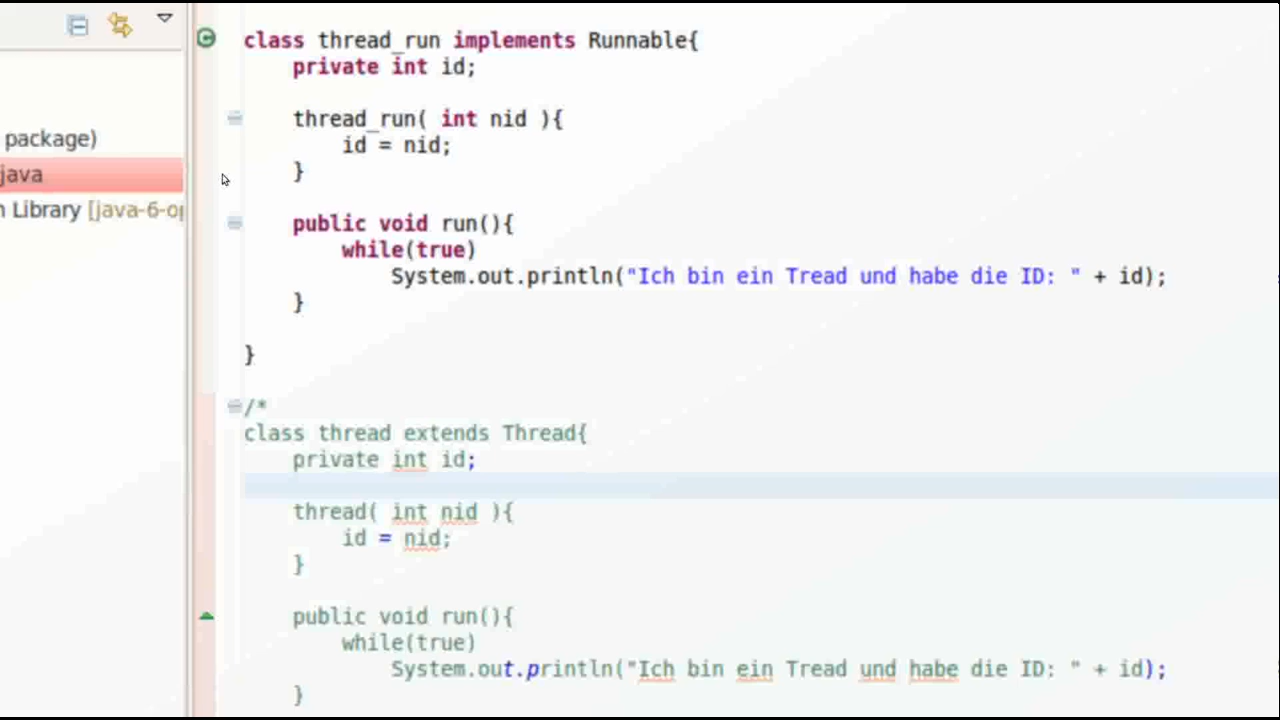 class thread_run implements Runnable{
private int id;
thread_run( int nid ){
id = nid;
}
public void run(){
while(true)
System.out.println("Ich bin ein Tread und habe die ID: " + id);
}
}
/*
class thread extends Thread{
private int id;
thread( int nid ){
id = nid;
}
public void run(){
while(true)
System.out.println("Ich bin ein Tread und habe die ID: " + id);
}
package)
java
Library [java-6-op